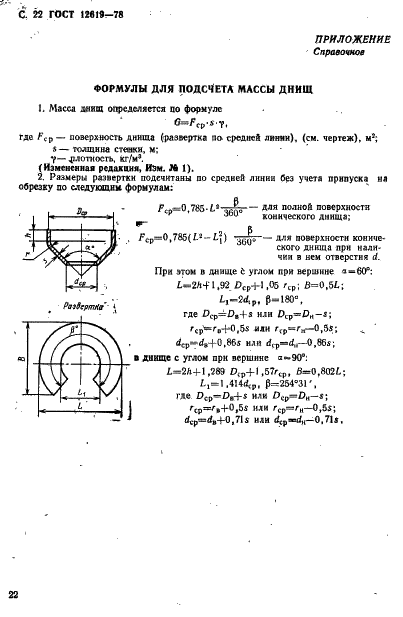 С. 22 ГОСТ 12619—78
ПРИЛОЖЕНИЕ
Справочное
ФОРМУЛЫ ДЛЯ ПОДСЧЕТА МАССЫ ДНИЩ
1. Масса днищ определяется по формуле
G=Fср·s·γ,
где Fср — поверхность днища (развертка по средней линии), (см. чертеж), м²;
s — толщина стенки, м;
γ — плотность, кг/м³.
(Измененная редакция, Изм. № 1).
2. Размеры развертки подсчитаны по средней линии без учета припуска на
обрезку по следующим формулам:
Fср=0,785·L² β/360° — для полной поверхности
конического днища;
Fср=0,785(L²—L₁²) β/360° — для поверхности кониче-
ского днища при нали-
чии в нем отверстия d.
Dср
h
r
s
α°
dср
Развертка
β°
B
L₁
L
При этом в днище с углом при вершине α=60°:
L=2h+1,92 Dср+1,05 rср; B=0,5L;
L₁=2dср, β=180°,
где Dср=Dв+s или Dср=Dн—s;
rср=rв+0,5s или rср=rн—0,5s;
dср=dв+0,86s или dср=dн—0,86s;
в днище с углом при вершине α=90°:
L=2h+1,289 Dср+1,57rср, B=0,802L;
L₁=1,414dср, β=254°31′,
где Dср=Dв+s или Dср=Dн—s;
rср=rв+0,5s или rср=rн—0,5s;
dср=dв+0,71s или dср=dн—0,71s.
22